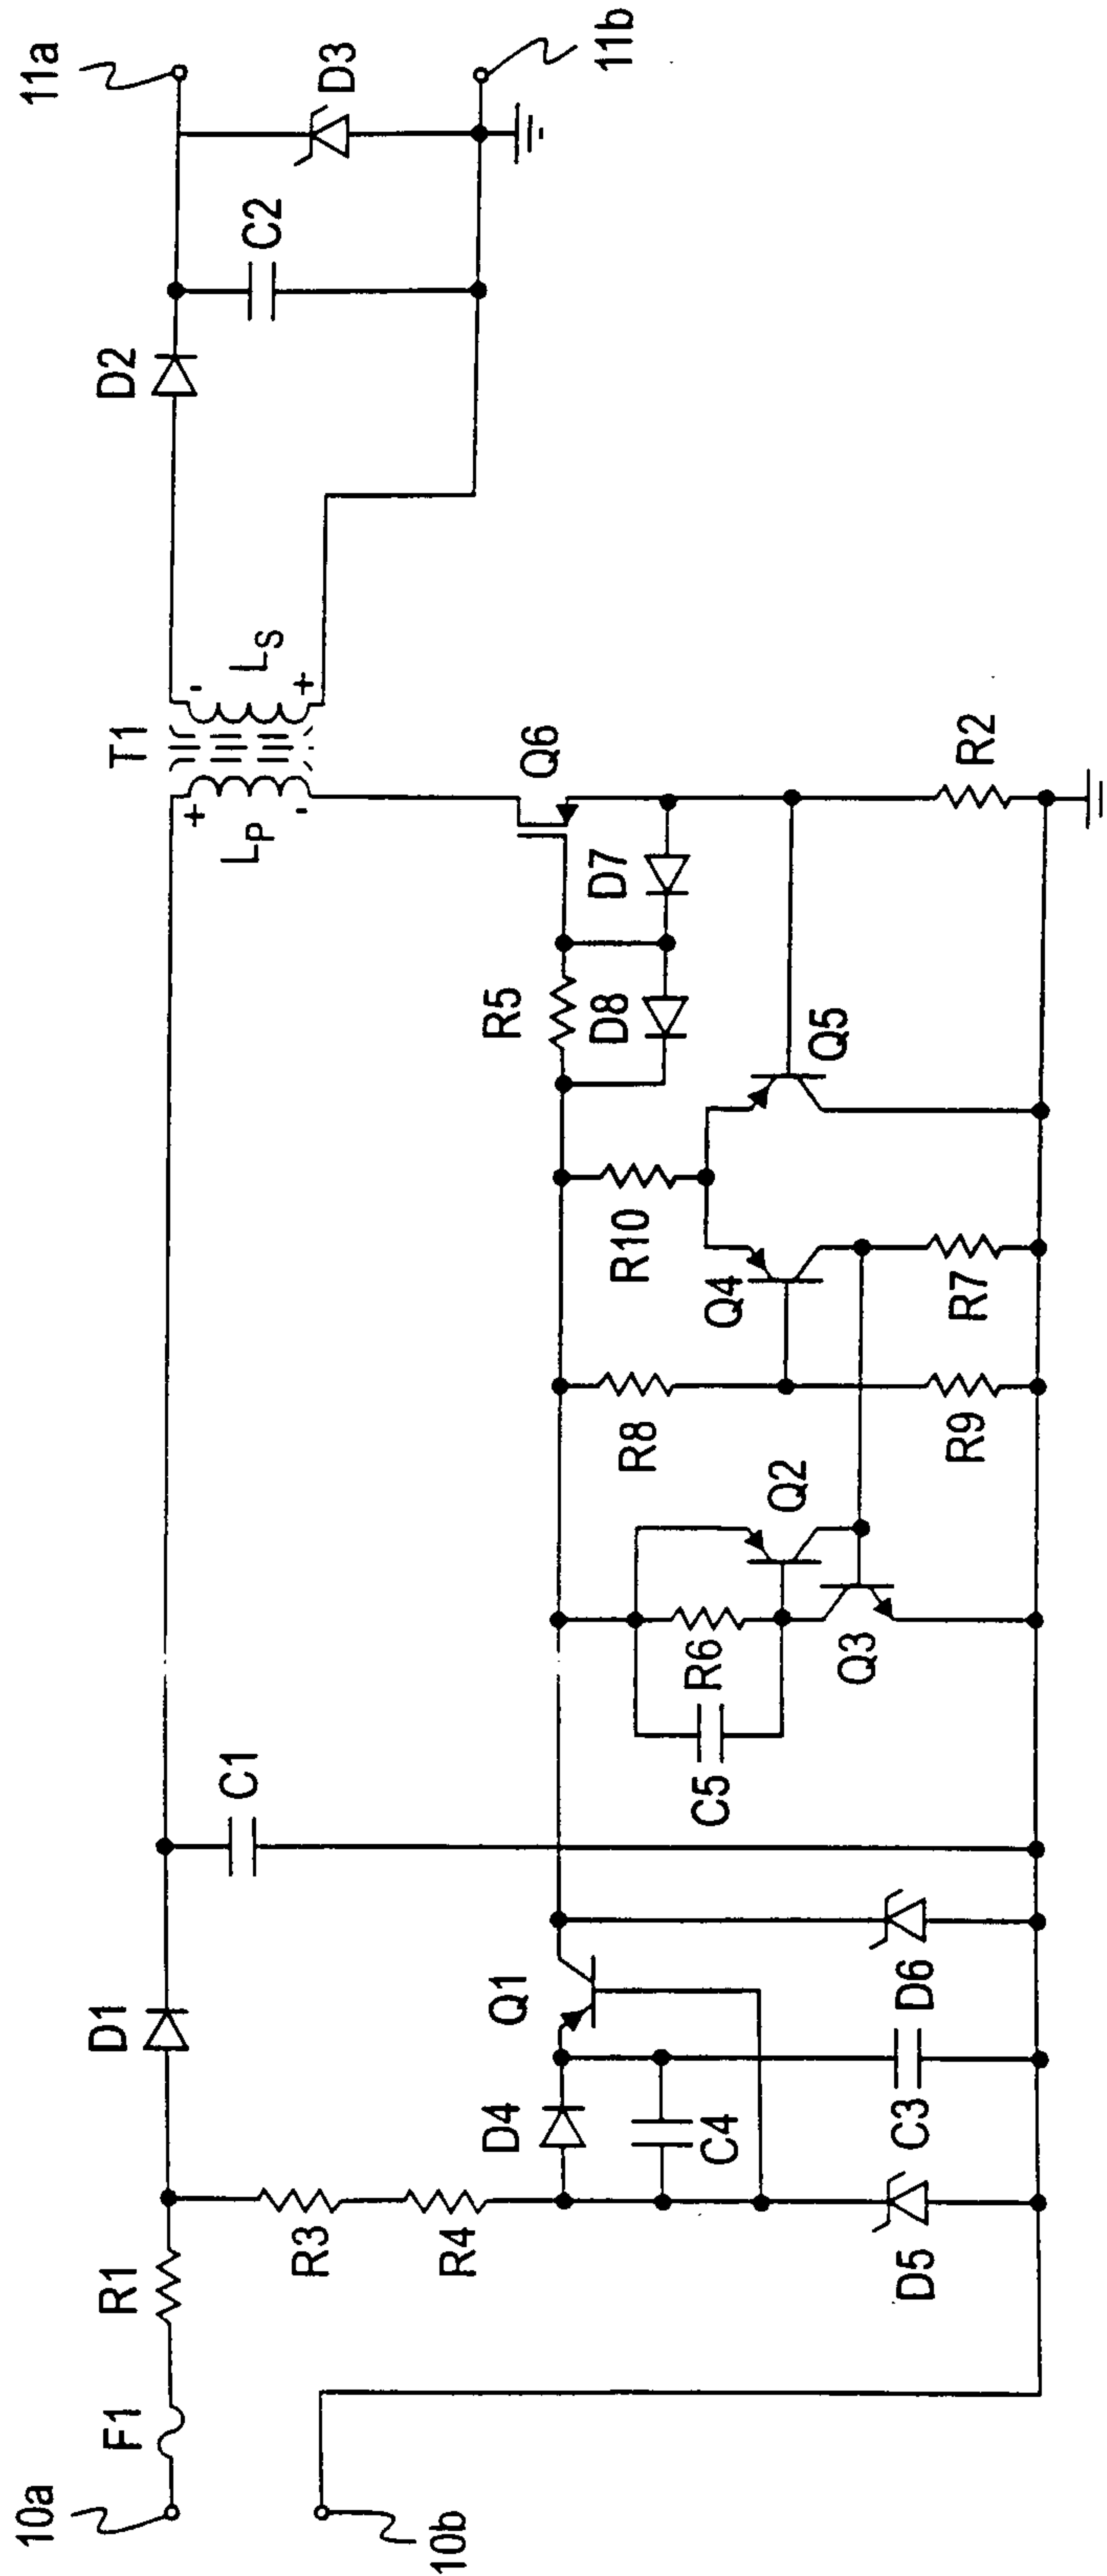 10a
F1
R1
D1
C1
T1
+
-
LP
LS
-
+
D2
C2
D3
11a
11b
10b
R3
R4
D4
C4
D5
Q1
C3
D6
C5
R6
Q2
Q3
R8
R9
Q4
R10
R7
Q5
R5
D8
D7
Q6
R2